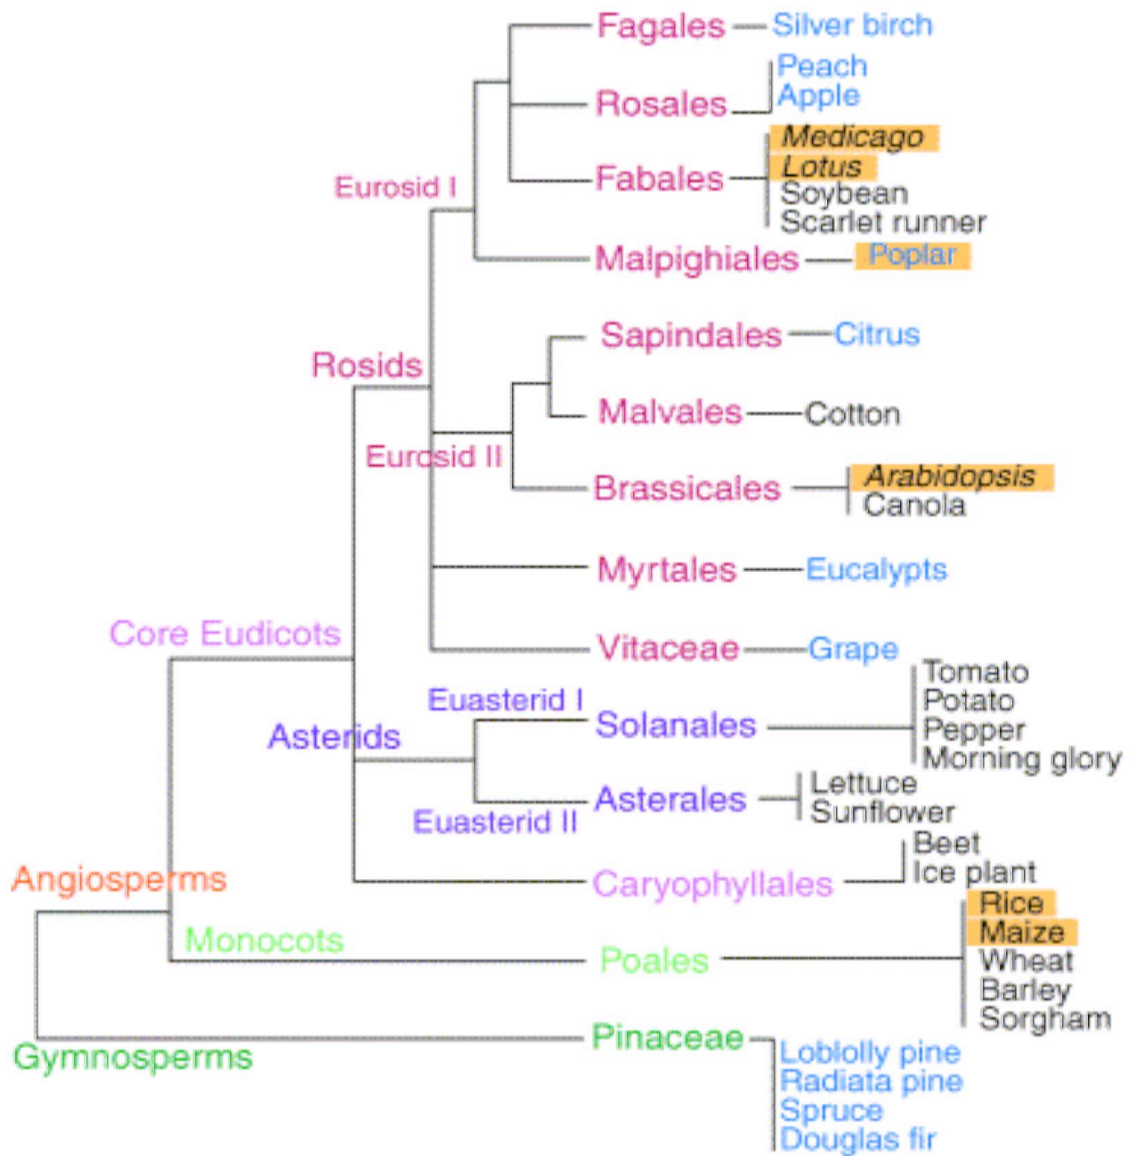 Fagales
Silver birch
Peach
Apple
Rosales
Medicago
Lotus
Fabales
Soybean
Scarlet runner
Eurosid I
Malpighiales
Poplar
Sapindales
Citrus
Rosids
Malvales
Cotton
Eurosid II
Brassicales
Arabidopsis
Canola
Myrtales
Eucalypts
Core Eudicots
Vitaceae
Grape
Tomato
Euasterid I
Potato
Solanales
Pepper
Asterids
Morning glory
Lettuce
Asterales
Sunflower
Euasterid II
Beet
Ice plant
Angiosperms
Caryophyllales
Rice
Monocots
Maize
Poales
Wheat
Barley
Sorgham
Pinaceae
Gymnosperms
Loblolly pine
Radiata pine
Spruce
Douglas fir